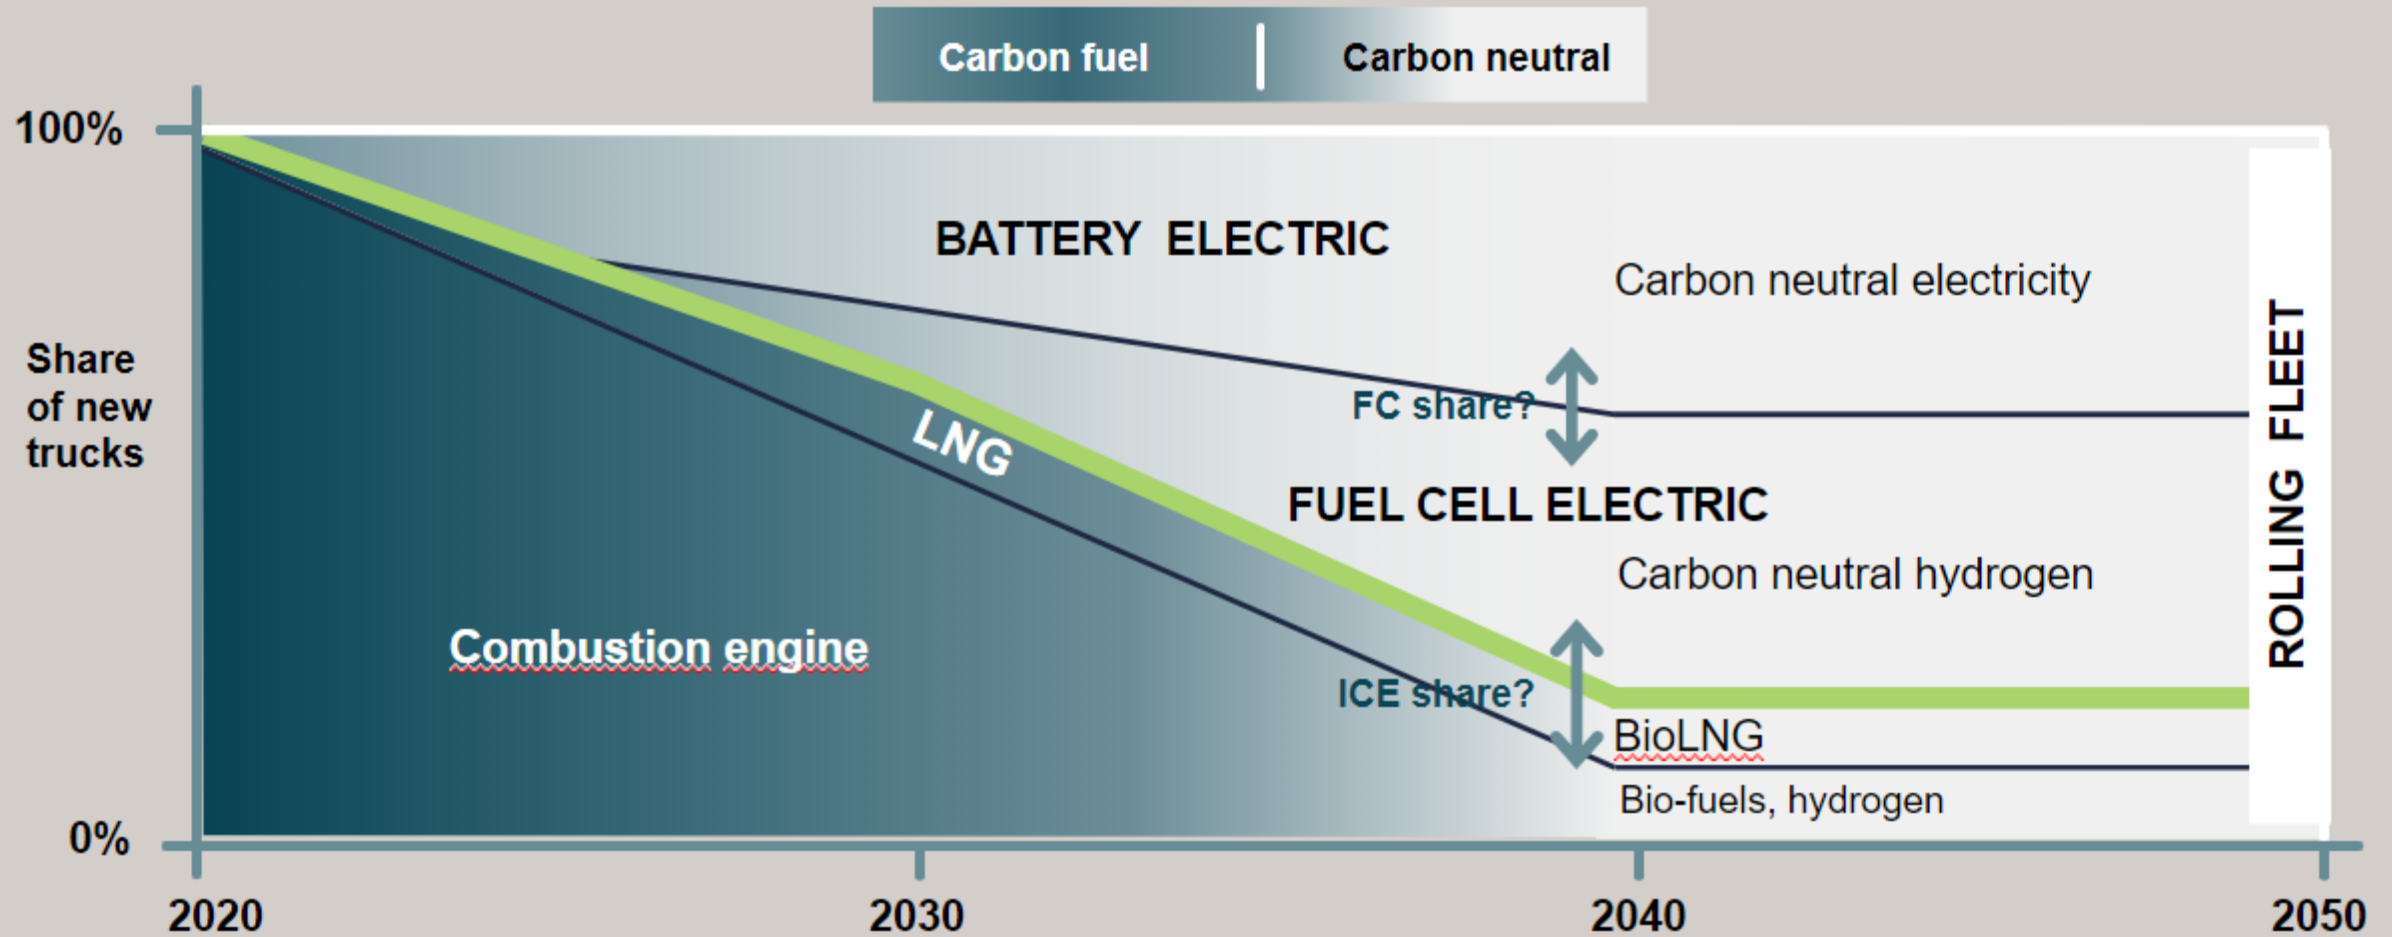 Carbon fuel
Carbon neutral
100%
BATTERY ELECTRIC
Carbon neutral electricity
Share
of new
trucks
FC share?
LNG
FUEL CELL ELECTRIC
Carbon neutral hydrogen
ROLLING FLEET
Combustion engine
ICE share?
BioLNG
Bio-fuels, hydrogen
0%
2020
2030
2040
2050